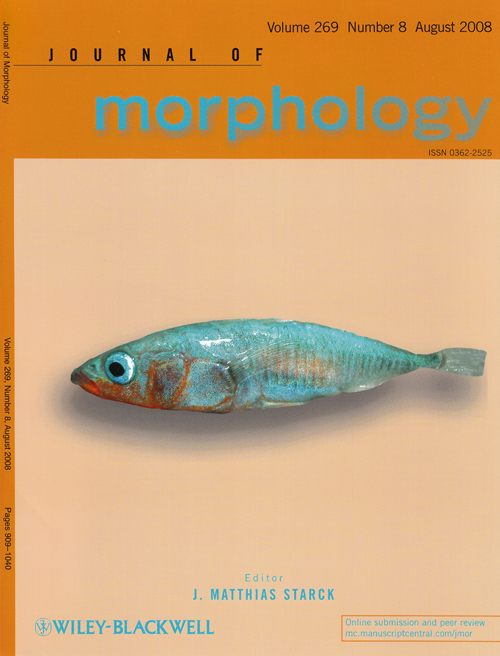 Volume 269 Number 8 August 2008
JOURNAL OF
morphology
ISSN 0362-2525
Journal of Morphology
Volume 269, Number 8, August 2008
Pages 909–1040
Editor
J. MATTHIAS STARCK
WILEY-BLACKWELL
Online submission and peer review
mc.manuscriptcentral.com/jmor